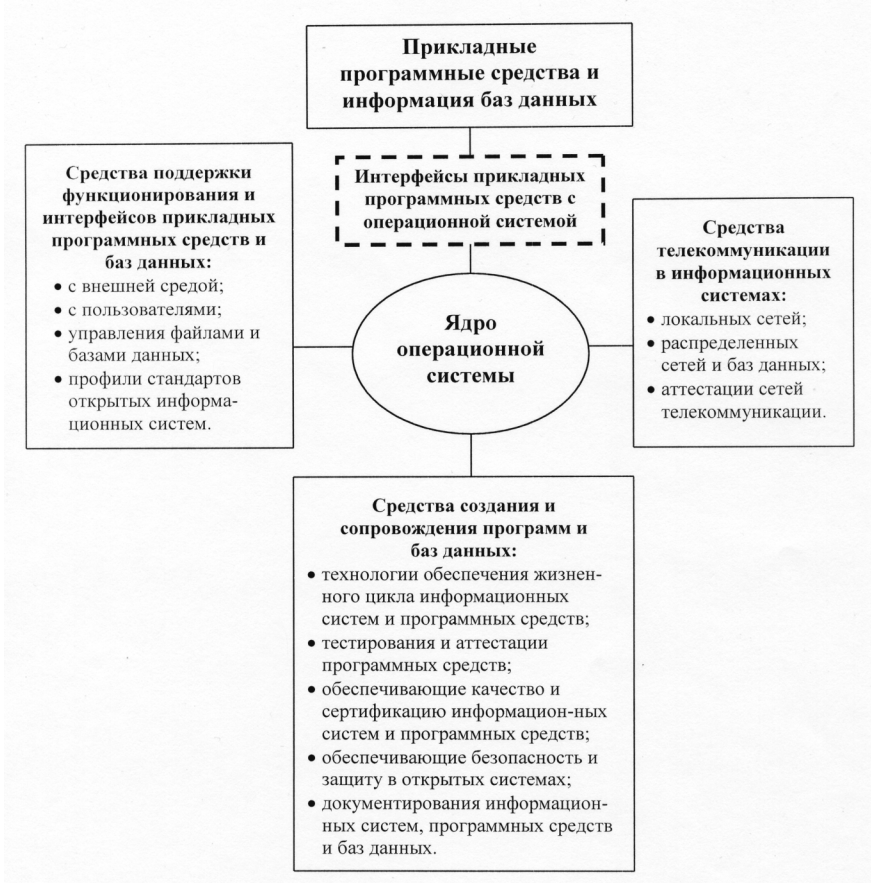 Прикладные
программные средства и
информация баз данных
Интерфейсы прикладных
программных средств с
операционной системой
Средства поддержки
функционирования и
интерфейсов прикладных
программных средств и
баз данных:
• с внешней средой;
• с пользователями;
• управления файлами и
базами данных;
• профили стандартов
открытых информа-
ционных систем.
Ядро
операционной
системы
Средства
телекоммуникации
в информационных
системах:
• локальных сетей;
• распределенных
сетей и баз данных;
• аттестации сетей
телекоммуникации.
Средства создания и
сопровождения программ и
баз данных:
• технологии обеспечения жизнен-
ного цикла информационных
систем и программных средств;
• тестирования и аттестации
программных средств;
• обеспечивающие качество и
сертификацию информацион-ных
систем и программных средств;
• обеспечивающие безопасность и
защиту в открытых системах;
• документирования информацион-
ных систем, программных средств
и баз данных.